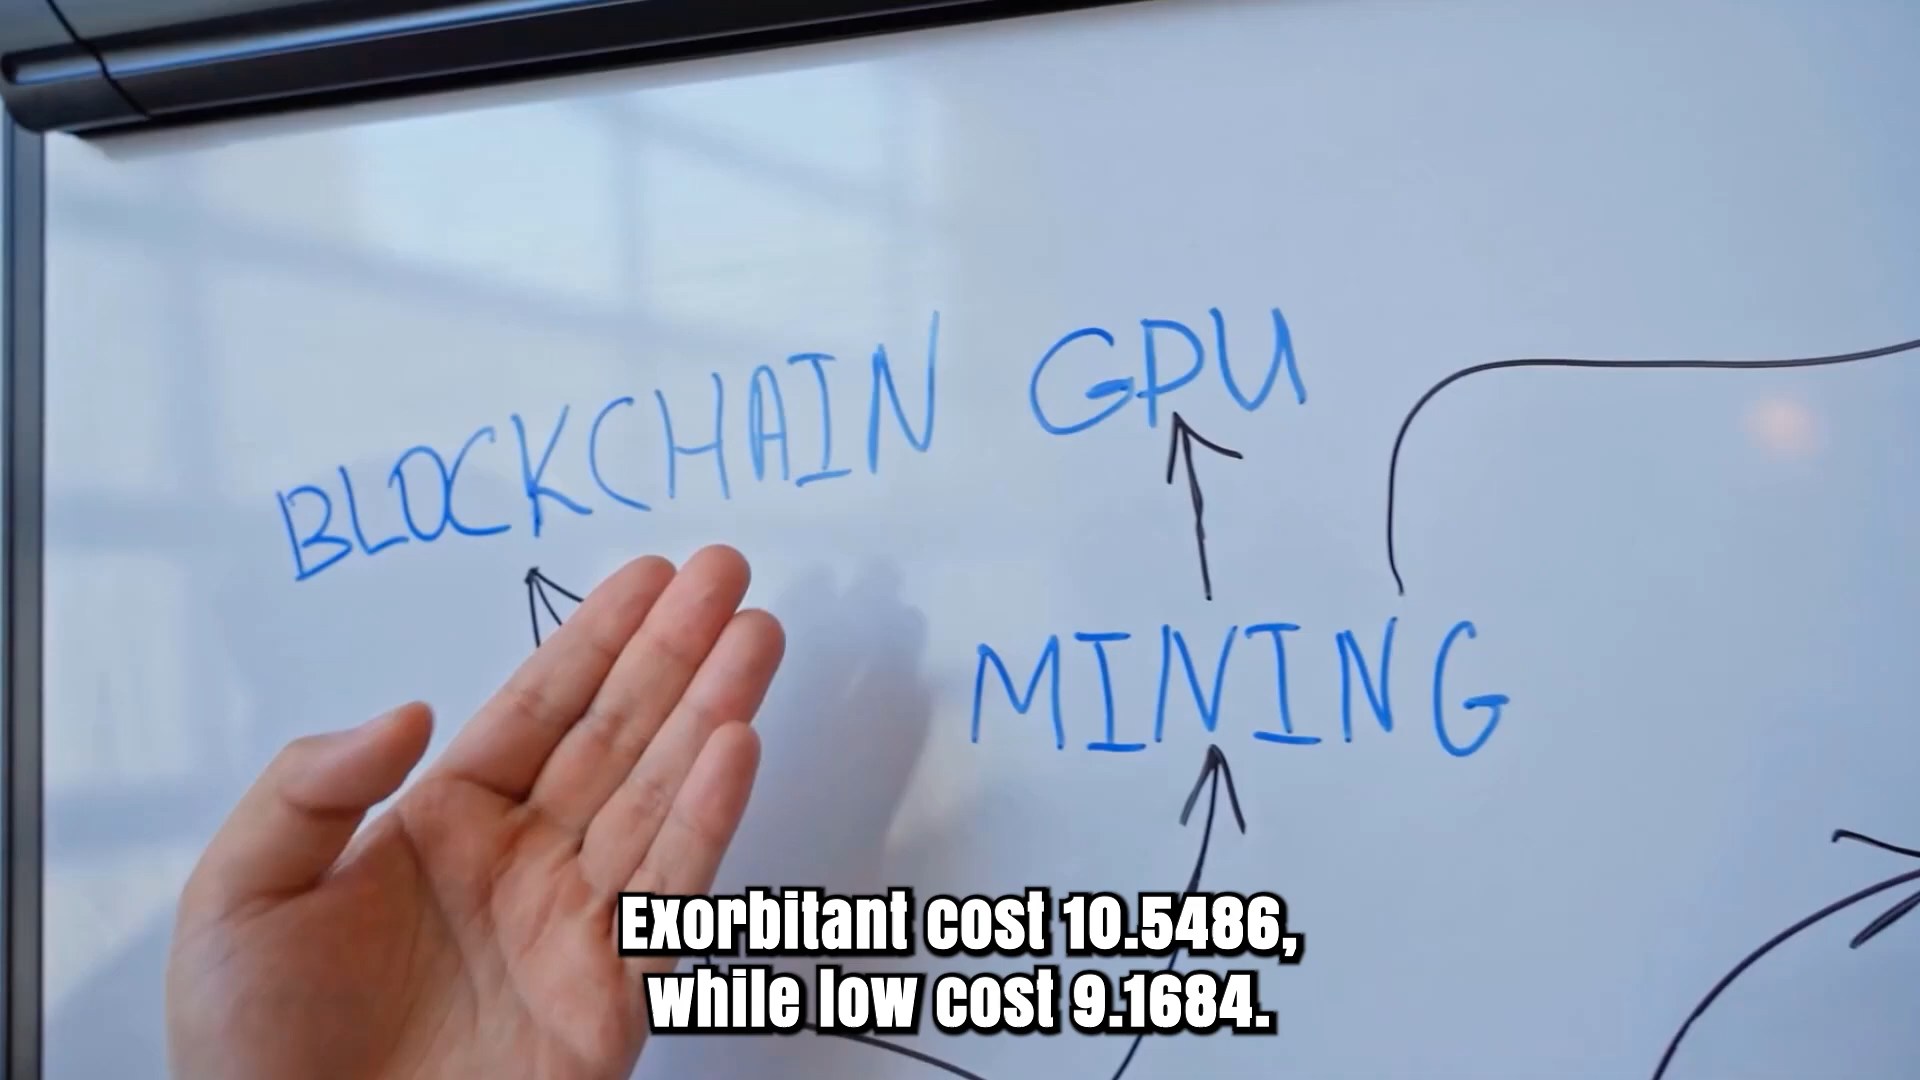 BLOCKCHAIN GPU
MINING
Exorbitant cost 10.5486,
while low cost 9.1684.